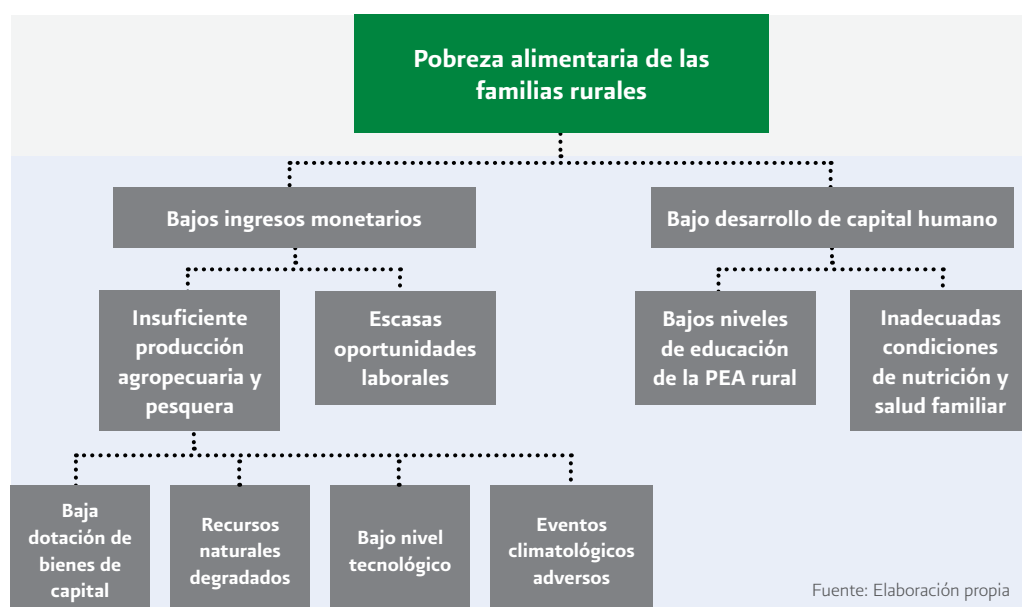 Pobreza alimentaria de las
familias rurales
Bajos ingresos monetarios
Bajo desarrollo de capital humano
Insuficiente
producción
agropecuaria y
pesquera
Escasas
oportunidades
laborales
Bajos niveles
de educación
de la PEA rural
Inadecuadas
condiciones
de nutrición y
salud familiar
Baja
dotación de
bienes de
capital
Recursos
naturales
degradados
Bajo nivel
tecnológico
Eventos
climatológicos
adversos
Fuente: Elaboración propia